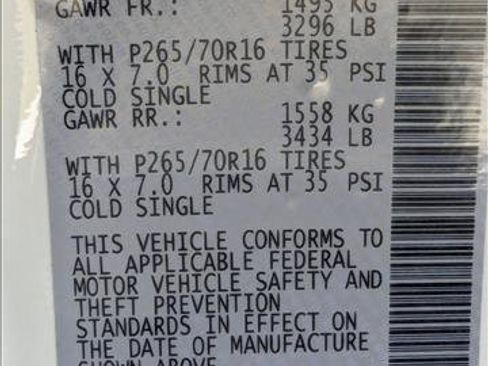 GAWR FR.: 1495 KG
3296 LB
WITH P265/70R16 TIRES
16 X 7.0 RIMS AT 35 PSI
COLD SINGLE
GAWR RR.: 1558 KG
3434 LB
WITH P265/70R16 TIRES
16 X 7.0 RIMS AT 35 PSI
COLD SINGLE
THIS VEHICLE CONFORMS TO
ALL APPLICABLE FEDERAL
MOTOR VEHICLE SAFETY AND
THEFT PREVENTION
STANDARDS IN EFFECT ON
THE DATE OF MANUFACTURE
SHOWN ABOVE